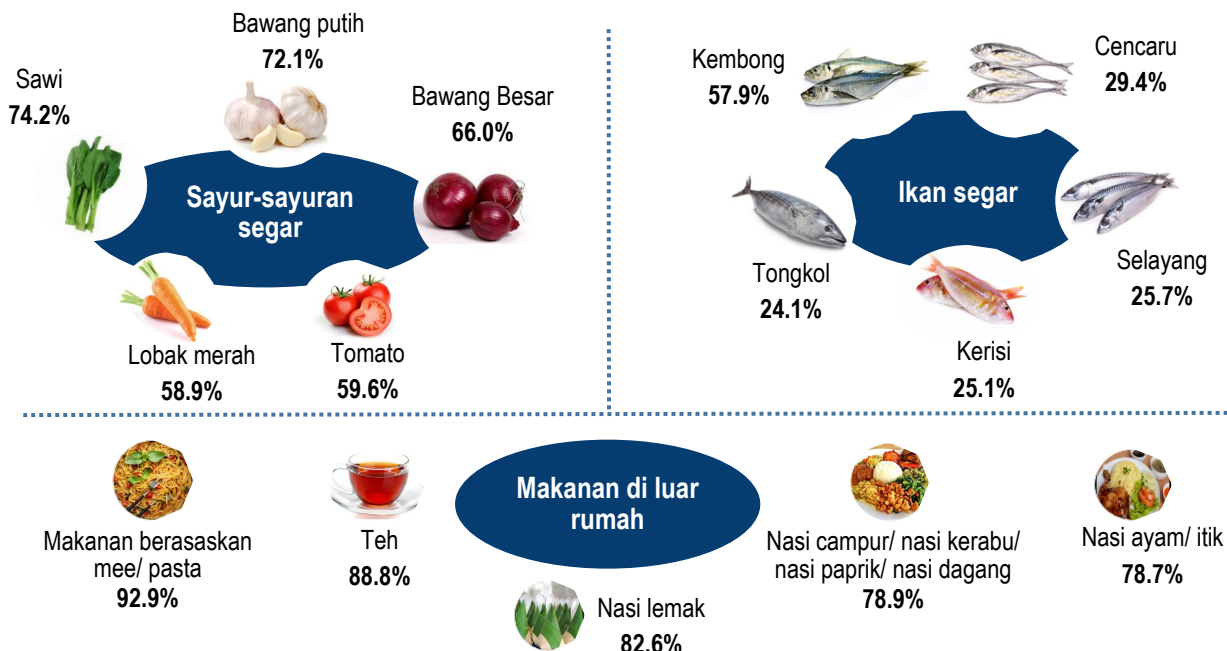 Bawang putih
72.1%
Sawi
74.2%
Bawang Besar
66.0%
Sayur-sayuran
segar
Lobak merah
58.9%
Tomato
59.6%
Kembong
57.9%
Cencaru
29.4%
Ikan segar
Tongkol
24.1%
Selayang
25.7%
Kerisi
25.1%
Makanan di luar
rumah
Makanan berasaskan
mee/ pasta
92.9%
Teh
88.8%
Nasi lemak
82.6%
Nasi campur/ nasi kerabu/
nasi paprik/ nasi dagang
78.9%
Nasi ayam/ itik
78.7%